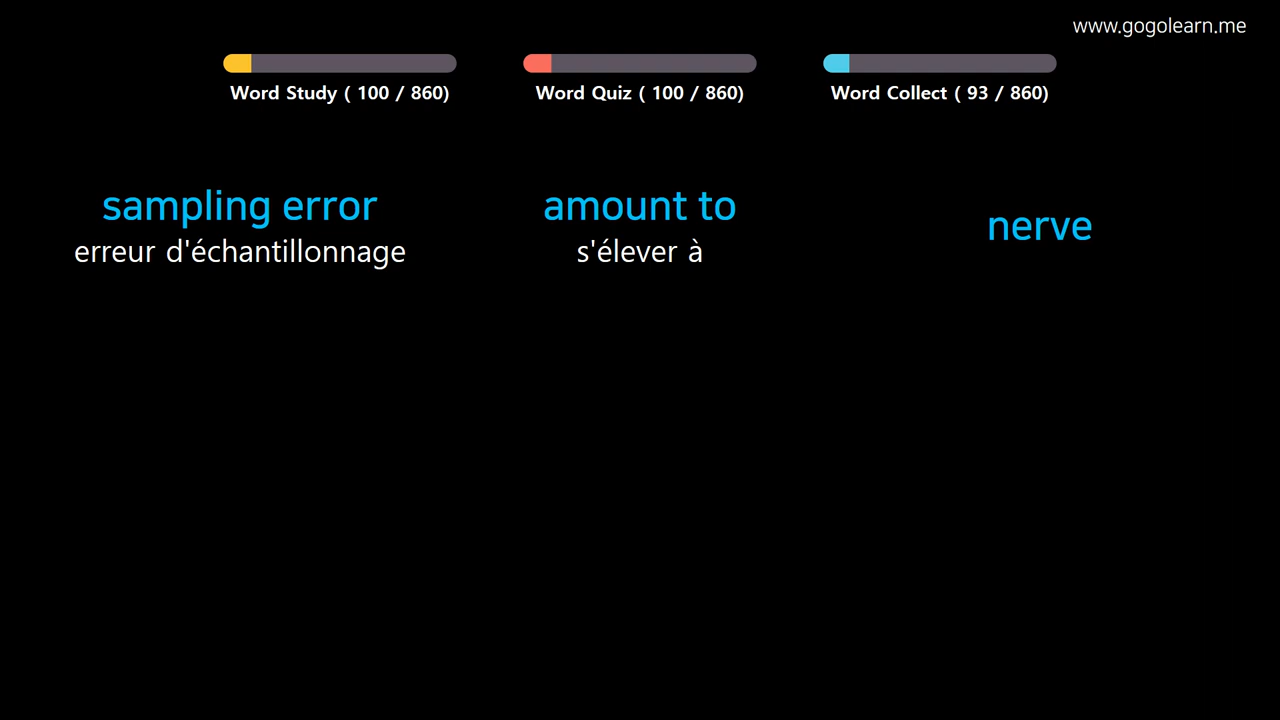 www.gogolearn.me
Word Study ( 100 / 860)
Word Quiz ( 100 / 860)
Word Collect ( 93 / 860)
sampling error
erreur d'échantillonnage
amount to
s'élever à
nerve